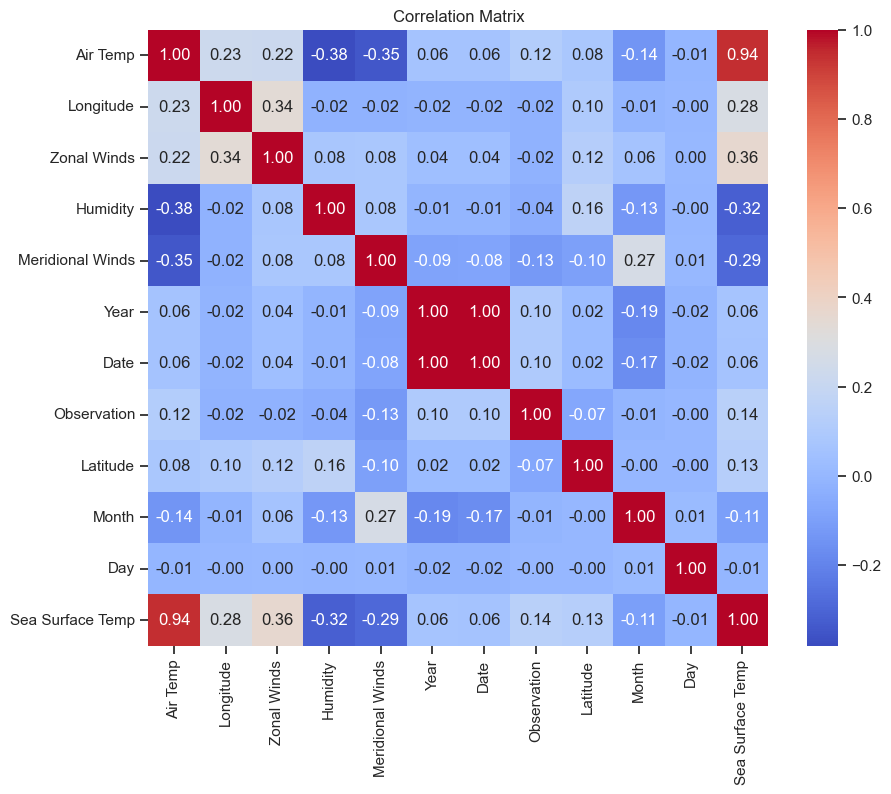 Correlation Matrix
Air Temp 1.00 0.23 0.22 -0.38 -0.35 0.06 0.06 0.12 0.08 -0.14 -0.01 0.94
Longitude 0.23 1.00 0.34 -0.02 -0.02 -0.02 -0.02 -0.02 0.10 -0.01 -0.00 0.28
Zonal Winds 0.22 0.34 1.00 0.08 0.08 0.04 0.04 -0.02 0.12 0.06 0.00 0.36
Humidity -0.38 -0.02 0.08 1.00 0.08 -0.01 -0.01 -0.04 0.16 -0.13 -0.00 -0.32
Meridional Winds -0.35 -0.02 0.08 0.08 1.00 -0.09 -0.08 -0.13 -0.10 0.27 0.01 -0.29
Year 0.06 -0.02 0.04 -0.01 -0.09 1.00 1.00 0.10 0.02 -0.19 -0.02 0.06
Date 0.06 -0.02 0.04 -0.01 -0.08 1.00 1.00 0.10 0.02 -0.17 -0.02 0.06
Observation 0.12 -0.02 -0.02 -0.04 -0.13 0.10 0.10 1.00 -0.07 -0.01 -0.00 0.14
Latitude 0.08 0.10 0.12 0.16 -0.10 0.02 0.02 -0.07 1.00 -0.00 -0.00 0.13
Month -0.14 -0.01 0.06 -0.13 0.27 -0.19 -0.17 -0.01 -0.00 1.00 0.01 -0.11
Day -0.01 -0.00 0.00 -0.00 0.01 -0.02 -0.02 -0.00 -0.00 0.01 1.00 -0.01
Sea Surface Temp 0.94 0.28 0.36 -0.32 -0.29 0.06 0.06 0.14 0.13 -0.11 -0.01 1.00
Air Temp
Longitude
Zonal Winds
Humidity
Meridional Winds
Year
Date
Observation
Latitude
Month
Day
Sea Surface Temp
1.0
0.8
0.6
0.4
0.2
0.0
−0.2